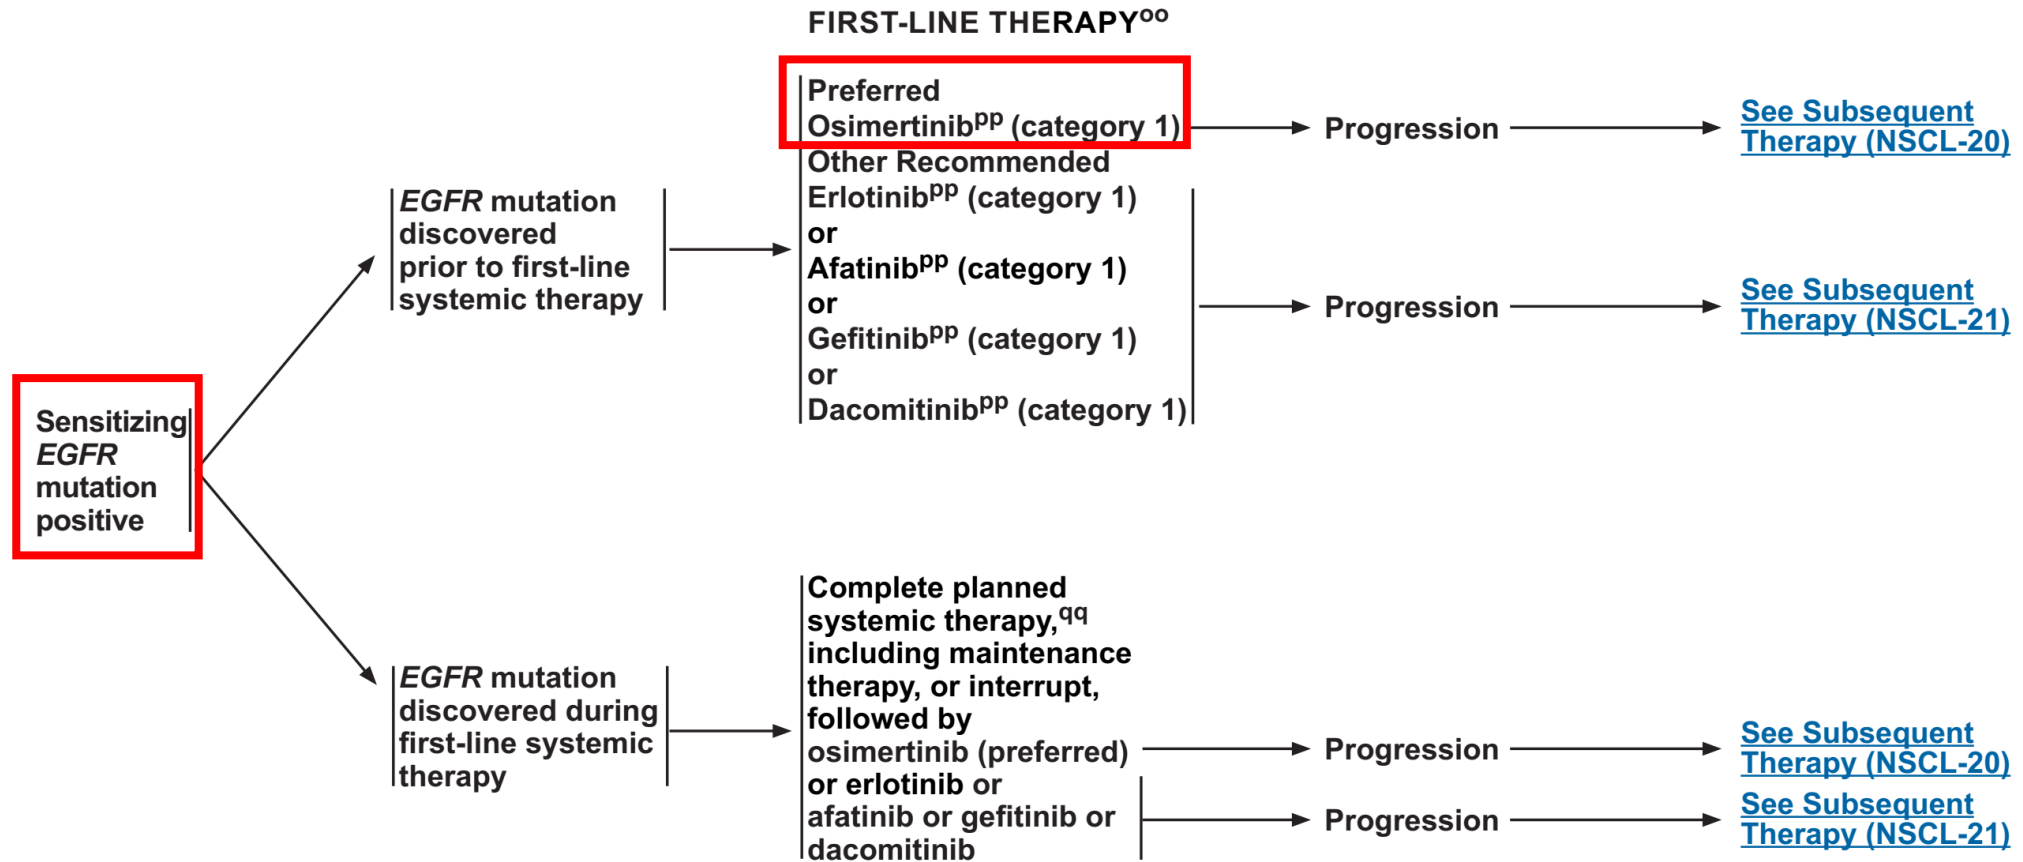 FIRST-LINE THERAPYoo
Preferred
Osimertinibpp (category 1)
Other Recommended
Erlotinibpp (category 1)
or
Afatinibpp (category 1)
or
Gefitinibpp (category 1)
or
Dacomitinibpp (category 1)
Progression
See Subsequent
Therapy (NSCL-20)
Progression
See Subsequent
Therapy (NSCL-21)
EGFR mutation
discovered
prior to first-line
systemic therapy
Sensitizing
EGFR
mutation
positive
EGFR mutation
discovered during
first-line systemic
therapy
Complete planned
systemic therapy,qq
including maintenance
therapy, or interrupt,
followed by
osimertinib (preferred)
or erlotinib or
afatinib or gefitinib or
dacomitinib
Progression
See Subsequent
Therapy (NSCL-20)
Progression
See Subsequent
Therapy (NSCL-21)